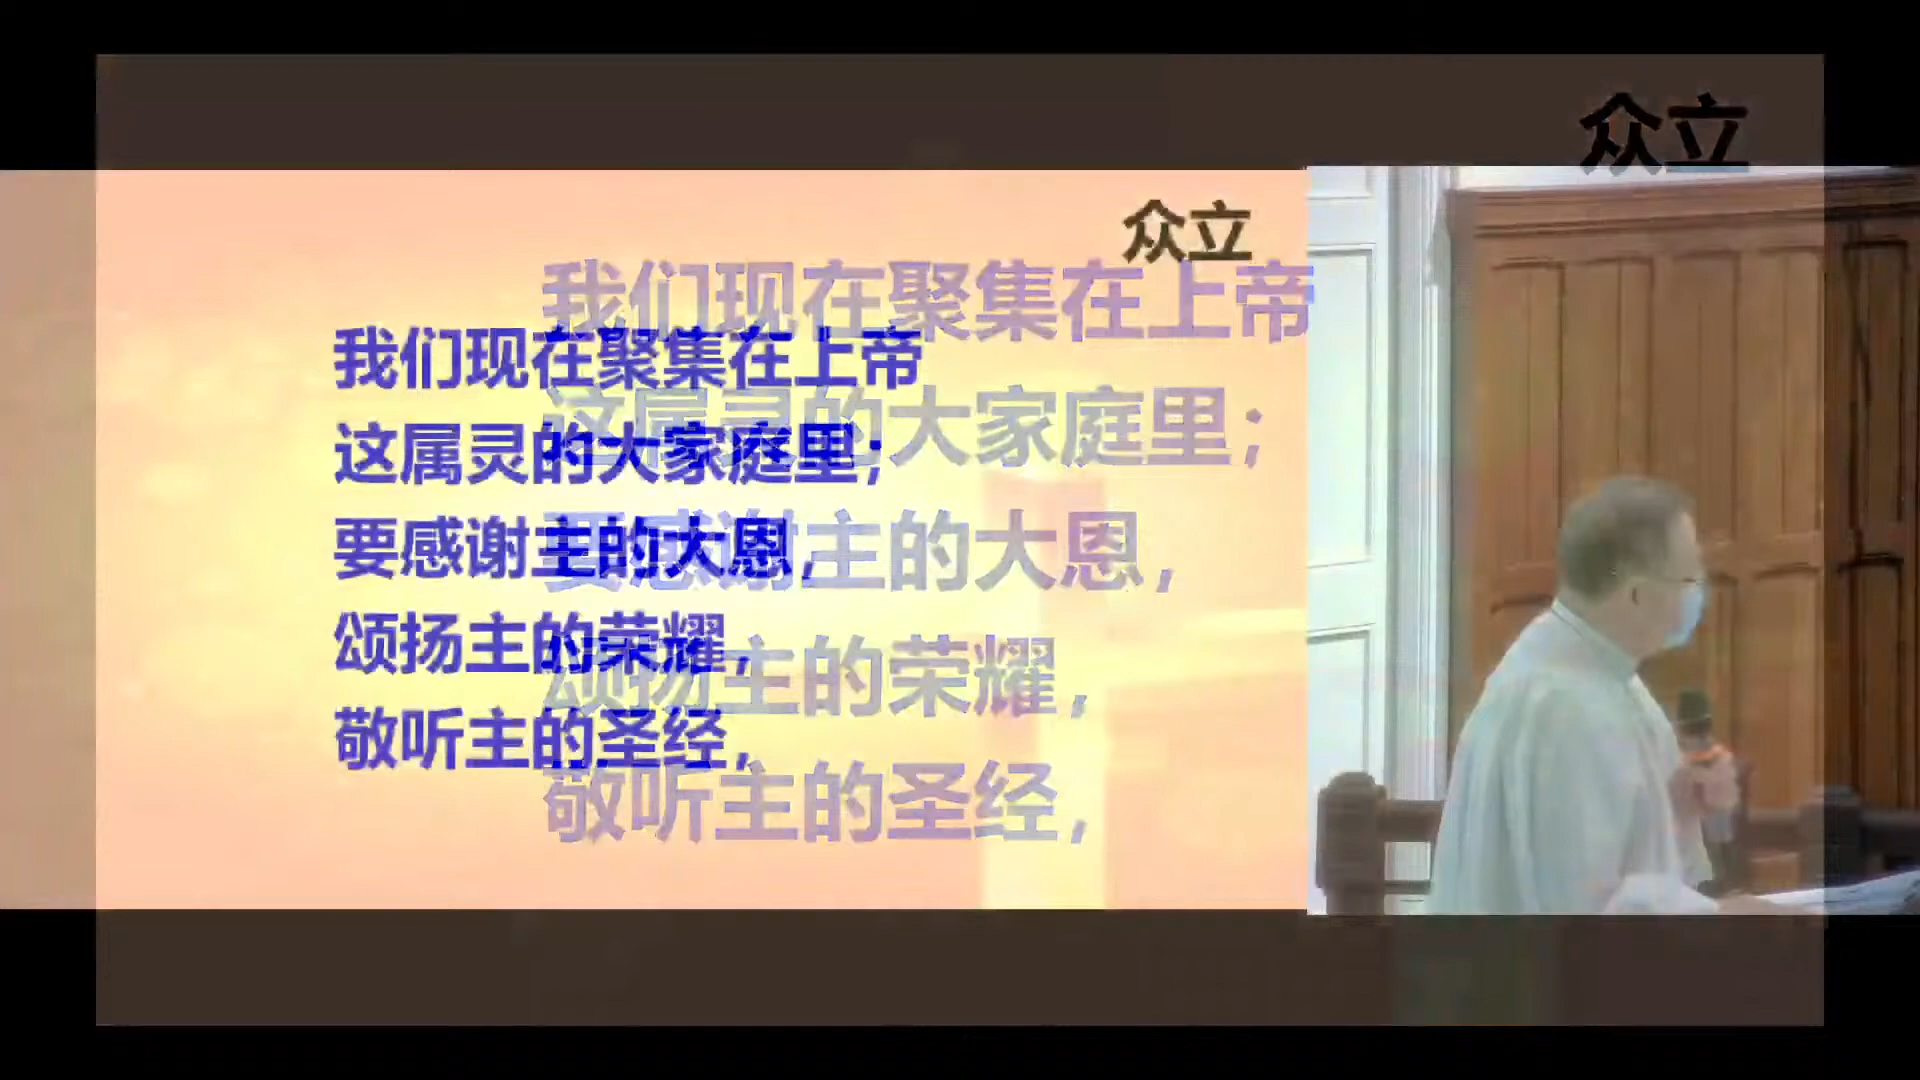 众立
众立
我们现在聚集在上帝
这属灵的大家庭里；
要感谢主的大恩，
颂扬主的荣耀，
敬听主的圣经，
我们现在聚集在上帝
这属灵的大家庭里；
要感谢主的大恩，
颂扬主的荣耀，
敬听主的圣经，